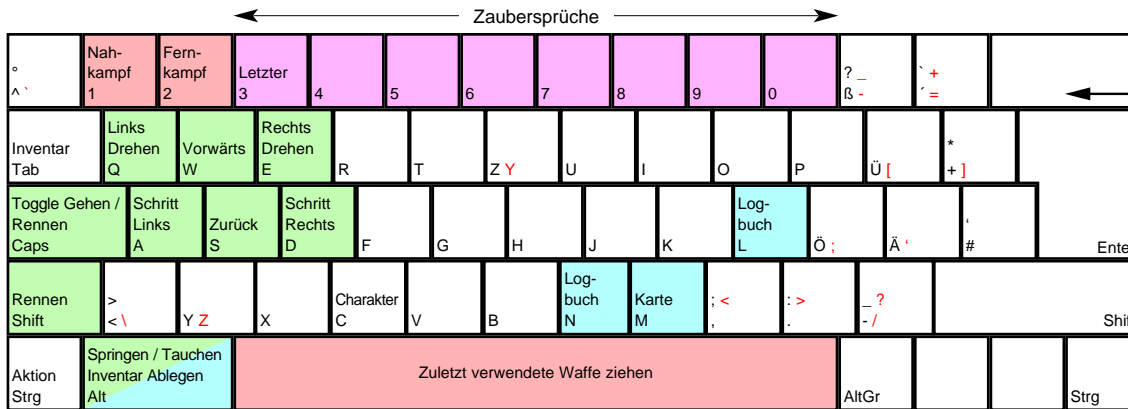 Zaubersprüche
° Nah- Fern-
kampf kampf Letzter ? _ ` +
^ ` 1 2 3 4 5 6 7 8 9 0 ß - ´ =
Links Rechts
Inventar Drehen Vorwärts Drehen *
Tab Q W E R T Z Y U I O P Ü [ + ]
Toggle Gehen / Schritt Schritt Log- ‘
Rennen Links Zurück Rechts buch
Caps A S D F G H J K L Ö ; Ä ‘ # Ente
Log-
Rennen > Charakter buch Karte ; < : > _ ?
Shift < \ Y Z X C V B N M , . - / Shif
Springen / Tauchen
Aktion Inventar Ablegen Zuletzt verwendete Waffe ziehen
Strg Alt AltGr Strg